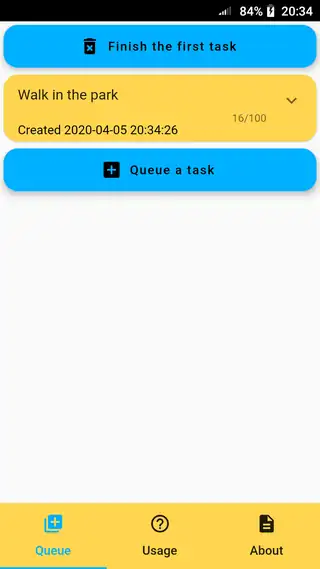 84% 20:34
Finish the first task
Walk in the park
16/100
Created 2020-04-05 20:34:26
Queue a task
Queue
Usage
About